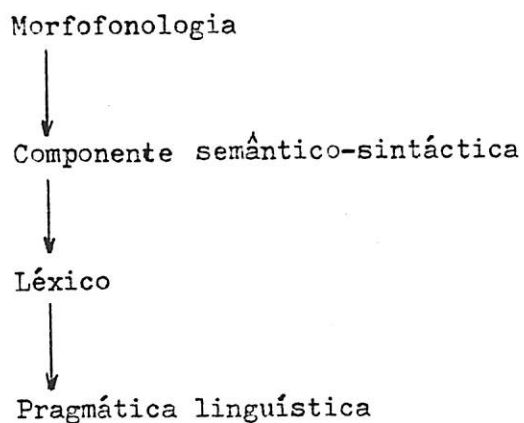 Morfofonologia
Componente semântico-sintáctica
Léxico
Pragmática linguística